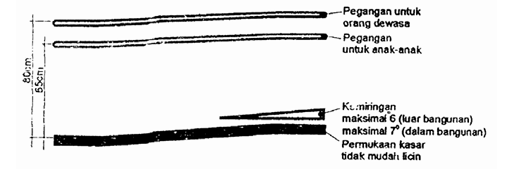 Pegangan untuk
orang dewasa
Pegangan
untuk anak-anak
80cm
65cm
Kemiringan
maksimal 6 (luar bangunan)
maksimal 7° (dalam bangunan)
Permukaan kasar
tidak mudah licin